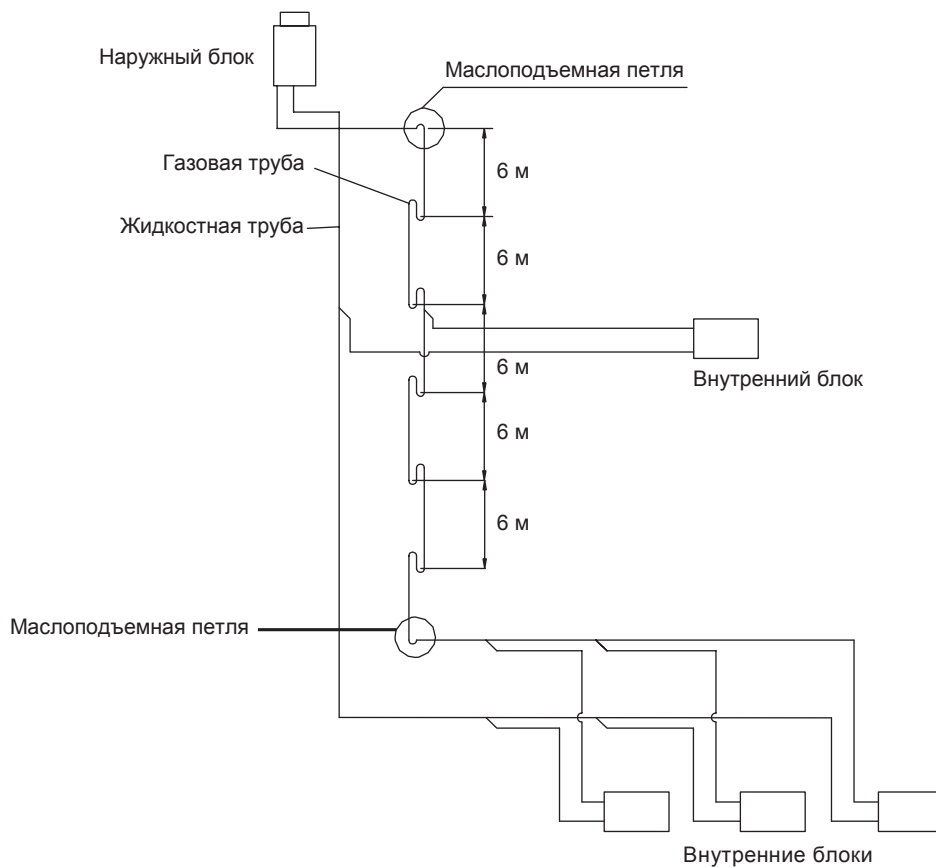 Наружный блок
Маслоподъемная петля
Газовая труба
6 м
Жидкостная труба
6 м
6 м
Внутренний блок
6 м
6 м
Маслоподъемная петля
Внутренние блоки